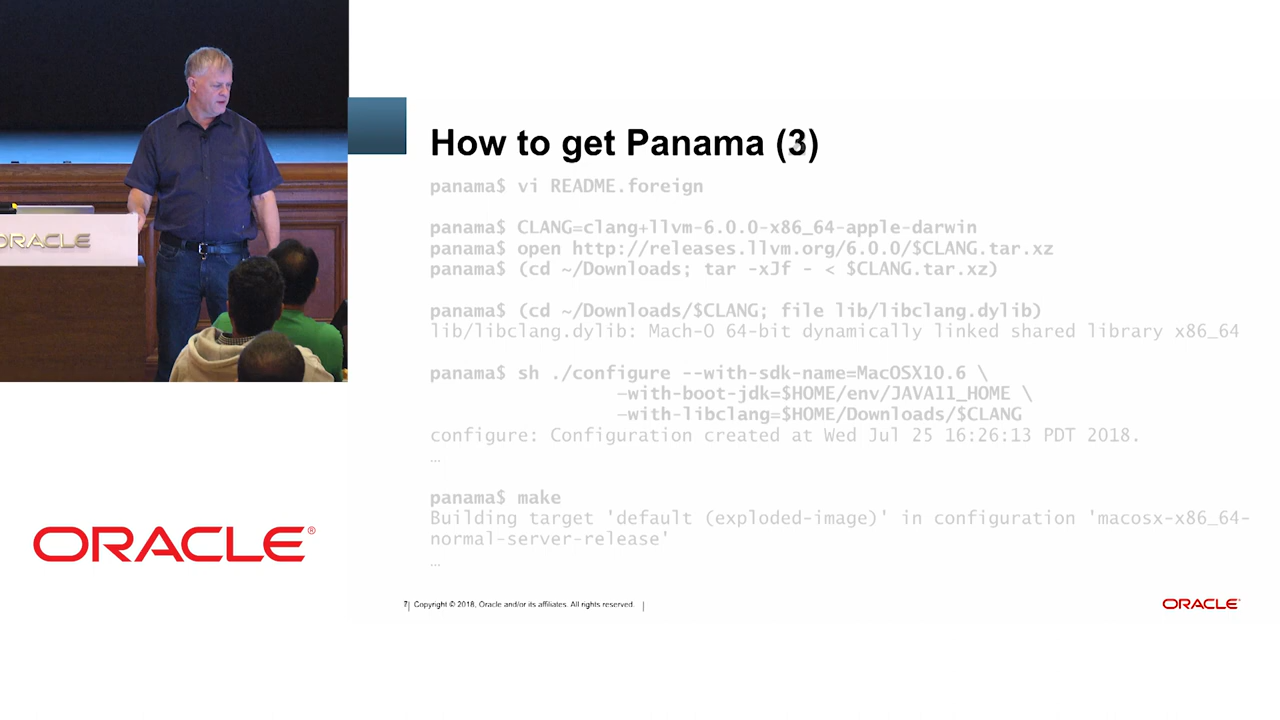 ORACLE
ORACLE®
How to get Panama (3)
panama$ vi README.foreign
panama$ CLANG=clang+llvm-6.0.0-x86_64-apple-darwin
panama$ open http://releases.llvm.org/6.0.0/$CLANG.tar.xz
panama$ (cd ~/Downloads; tar -xJf - < $CLANG.tar.xz)
panama$ (cd ~/Downloads/$CLANG; file lib/libclang.dylib)
lib/libclang.dylib: Mach-O 64-bit dynamically linked shared library x86_64
panama$ sh ./configure --with-sdk-name=MacOSX10.6 \
—with-boot-jdk=$HOME/env/JAVA11_HOME \
—with-libclang=$HOME/Downloads/$CLANG
configure: Configuration created at Wed Jul 25 16:26:13 PDT 2018.
…
panama$ make
Building target 'default (exploded-image)' in configuration 'macosx-x86_64-
normal-server-release'
…
7| Copyright © 2018, Oracle and/or its affiliates. All rights reserved. |
ORACLE®